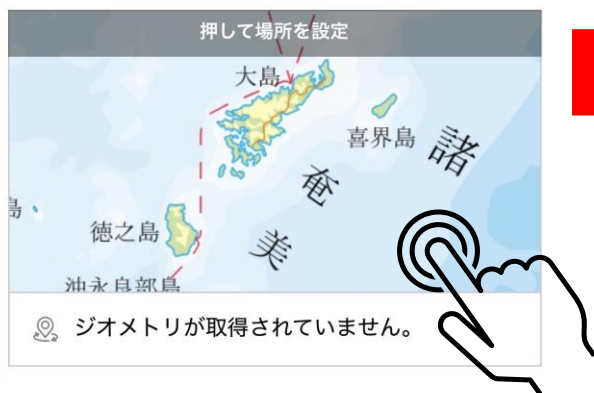 押して場所を設定
大島
喜界島
諸
奄
徳之島
美
沖永良部島
ジオメトリが取得されていません。